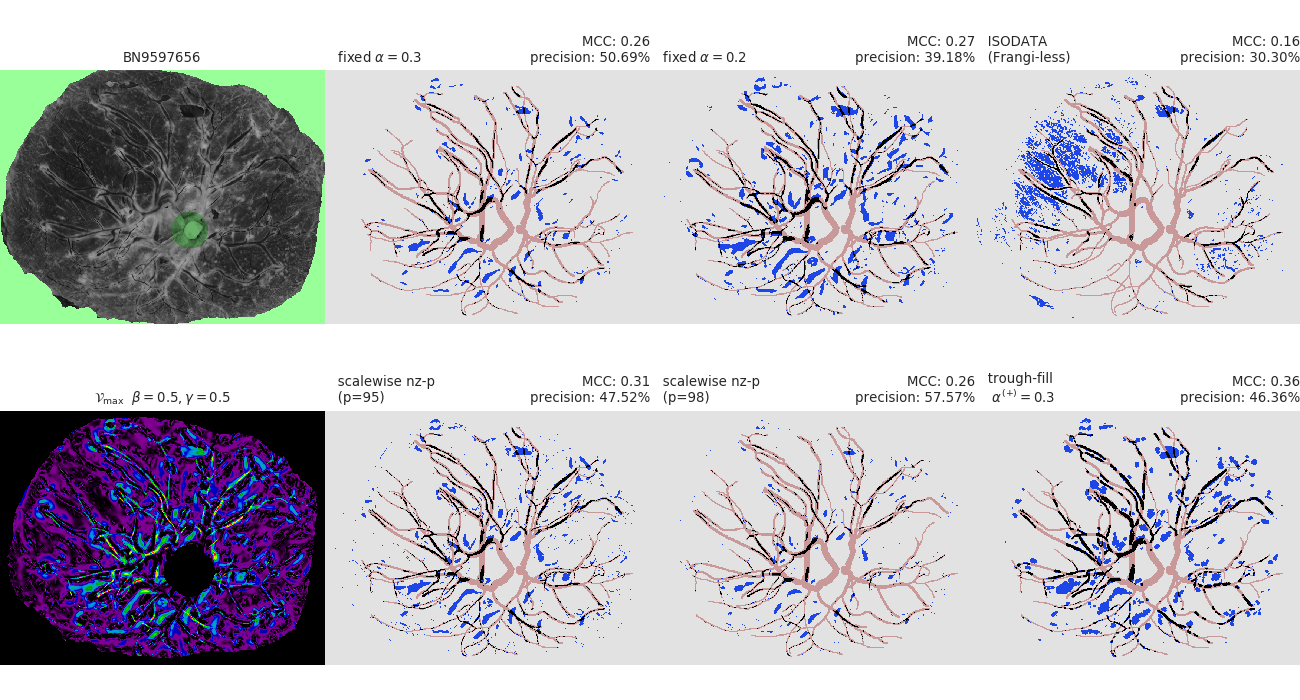 BN9597656
fixed α = 0.3
MCC: 0.26
precision: 50.69%
fixed α = 0.2
MCC: 0.27
precision: 39.18%
ISODATA
(Frangi-less)
MCC: 0.16
precision: 30.30%
𝒱max β = 0.5, γ = 0.5
scalewise nz-p
(p=95)
MCC: 0.31
precision: 47.52%
scalewise nz-p
(p=98)
MCC: 0.26
precision: 57.57%
trough-fill
α(+) = 0.3
MCC: 0.36
precision: 46.36%